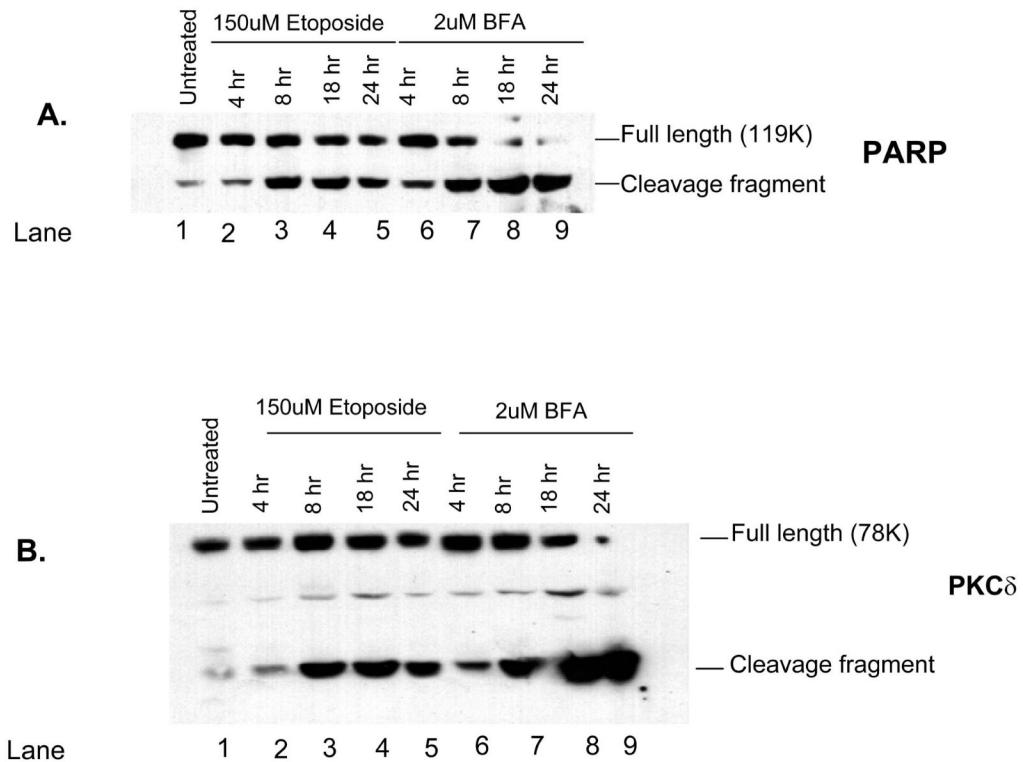 150uM Etoposide 2uM BFA
Untreated 4 hr 8 hr 18 hr 24 hr 4 hr 8 hr 18 hr 24 hr
A.
Full length (119K)
PARP
Cleavage fragment
Lane 1 2 3 4 5 6 7 8 9
150uM Etoposide 2uM BFA
Untreated 4 hr 8 hr 18 hr 24 hr 4 hr 8 hr 18 hr 24 hr
Full length (78K)
B.
PKCδ
Cleavage fragment
Lane 1 2 3 4 5 6 7 8 9